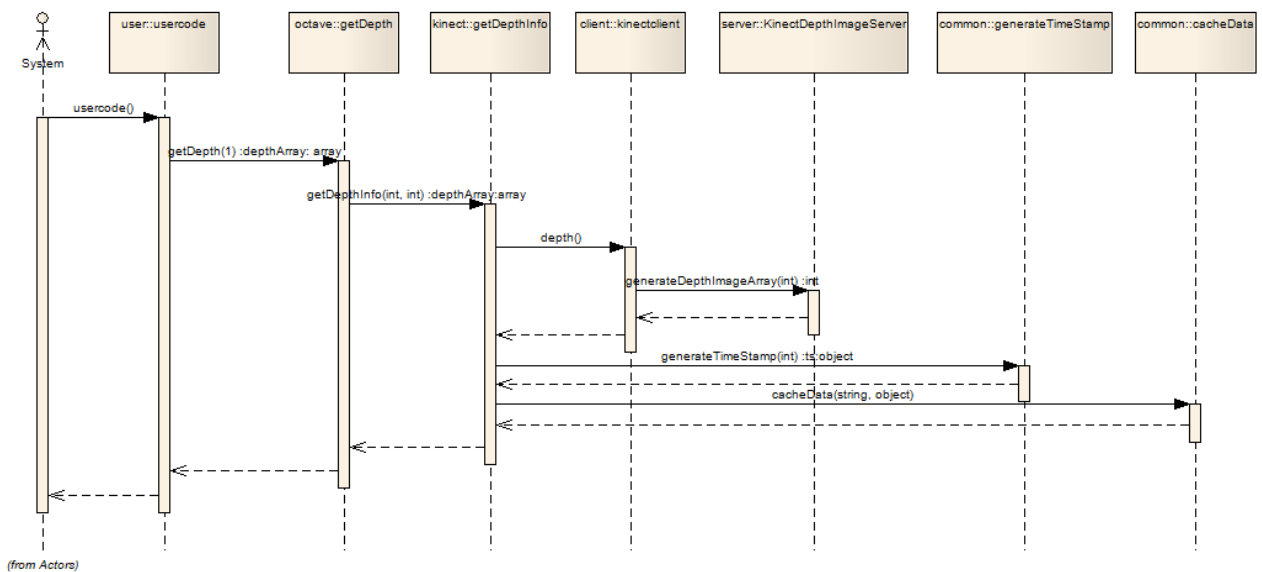 user::usercode
octave::getDepth
kinect::getDepthInfo
client::kinectclient
server::KinectDepthImageServer
common::generateTimeStamp
common::cacheData
System
usercode()
getDepth(1) :depthArray: array
getDepthInfo(int, int) :depthArray:array
depth()
generateDepthImageArray(int) :int
generateTimeStamp(int) :ts:object
cacheData(string, object)
(from Actors)